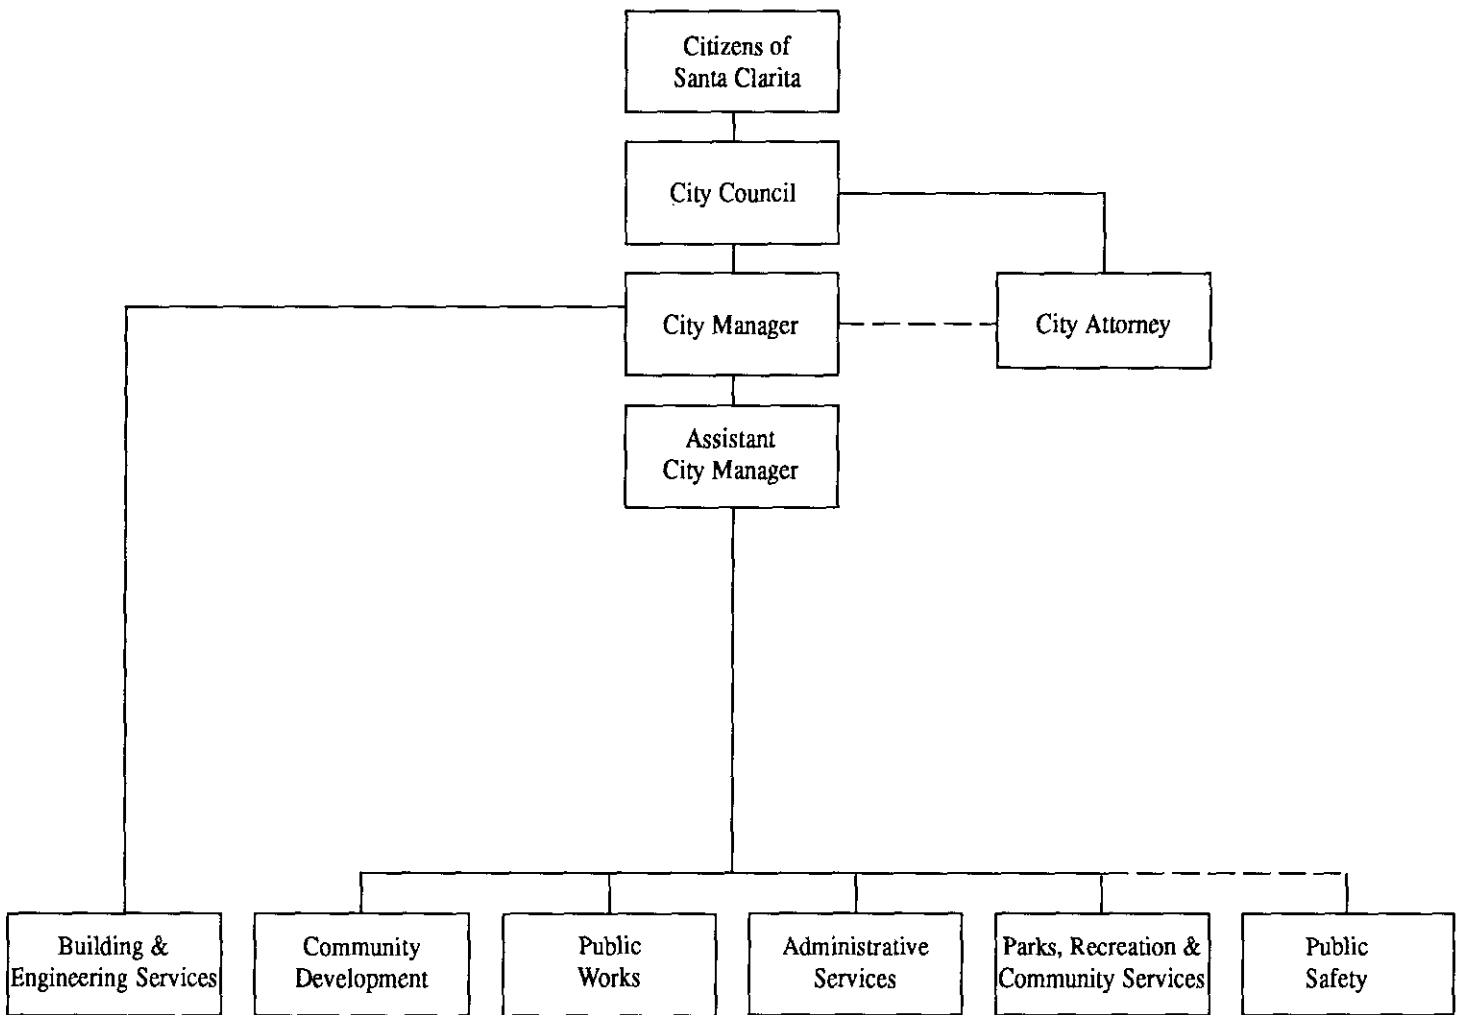 Citizens of
Santa Clarita
City Council
City Manager
City Attorney
Assistant
City Manager
Building &
Engineering Services
Community
Development
Public
Works
Administrative
Services
Parks, Recreation &
Community Services
Public
Safety